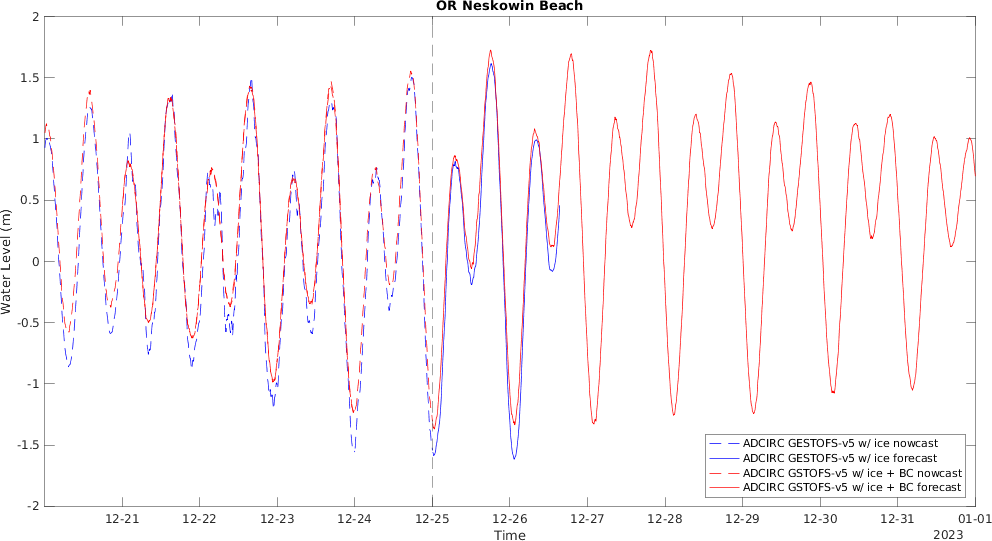 OR Neskowin Beach
Water Level (m)
2
1.5
1
0.5
0
-0.5
-1
-1.5
-2
ADCIRC GESTOFS-v5 w/ ice nowcast
ADCIRC GESTOFS-v5 w/ ice forecast
ADCIRC GSTOFS-v5 w/ ice + BC nowcast
ADCIRC GSTOFS-v5 w/ ice + BC forecast
12-21 12-22 12-23 12-24 12-25 12-26 12-27 12-28 12-29 12-30 12-31 01-01
Time
2023